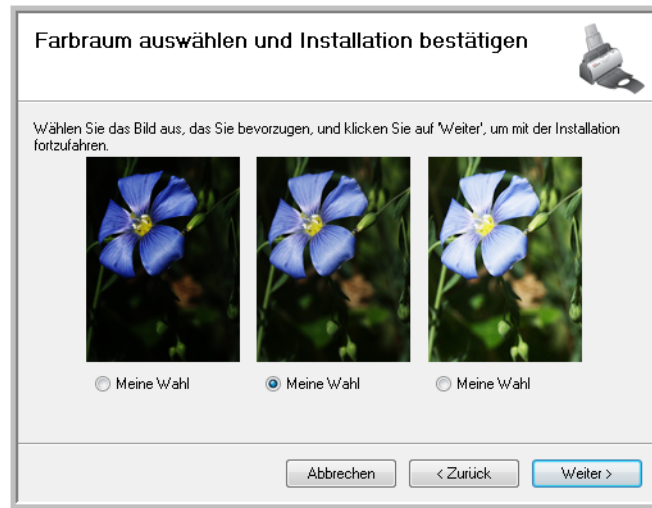 Farbraum auswählen und Installation bestätigen
Wählen Sie das Bild aus, das Sie bevorzugen, und klicken Sie auf 'Weiter', um mit der Installation
fortzufahren.
Meine Wahl Meine Wahl Meine Wahl
Abbrechen < Zurück Weiter >